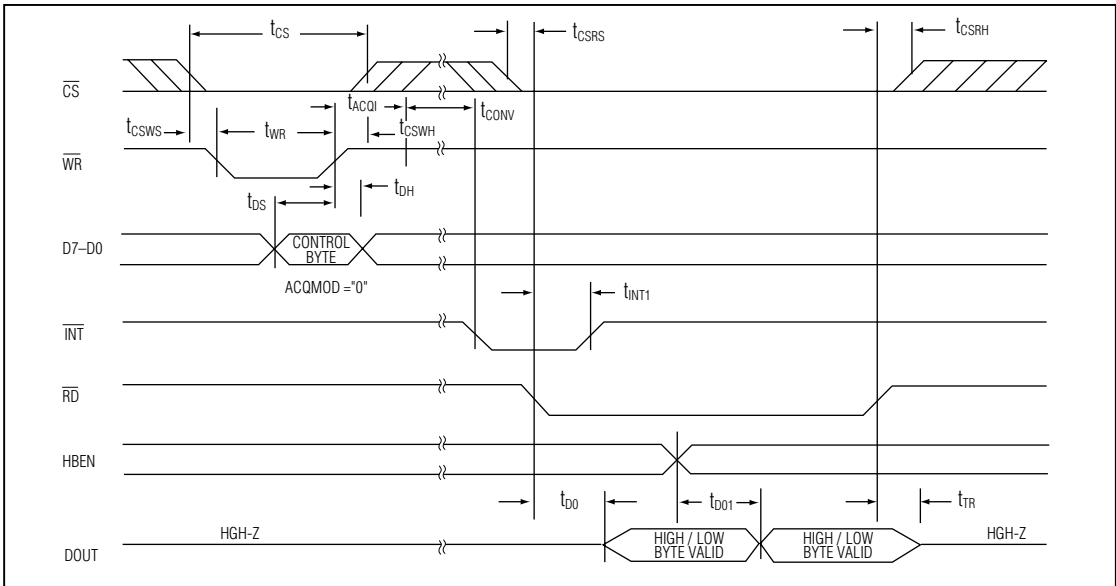 tCS
tCSRS
tCSRH
CS
tACQI
tCONV
tCSWS
tWR
tCSWH
WR
tDH
tDS
D7–D0
CONTROL
BYTE
ACQMOD ="0"
tINT1
INT
RD
HBEN
tD0
tD01
tTR
HGH-Z
HIGH / LOW
BYTE VALID
HIGH / LOW
BYTE VALID
HGH-Z
DOUT